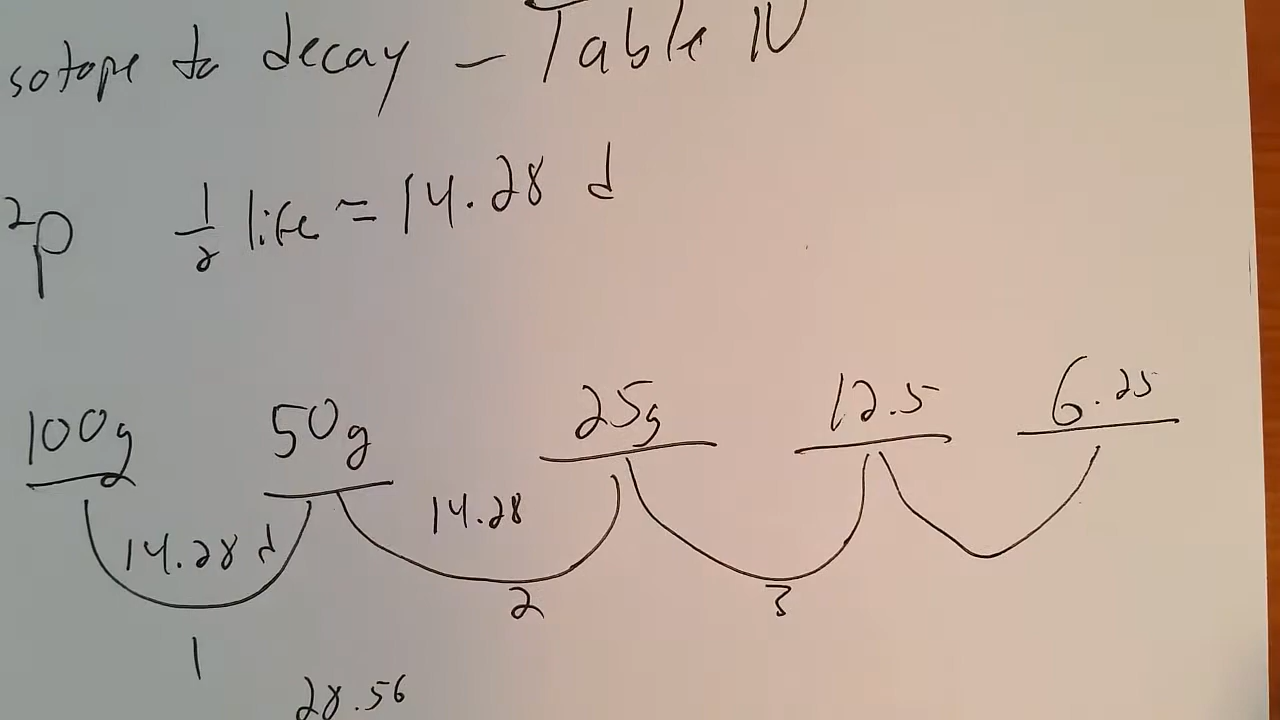 sotope to decay - Table N
²P ½ life = 14.28 d
100g 50g 25g 12.5 6.25
14.28 d 14.28
1 2 3
28.56